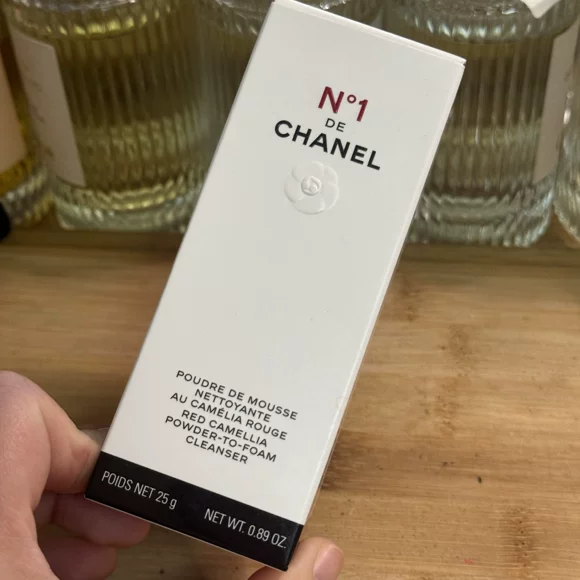 N°1
DE
CHANEL
POUDRE DE MOUSSE
NETTOYANTE
AU CAMÉLIA ROUGE
RED CAMELLIA
POWDER-TO-FOAM
CLEANSER
POIDS NET 25 g
NET WT. 0.89 OZ.